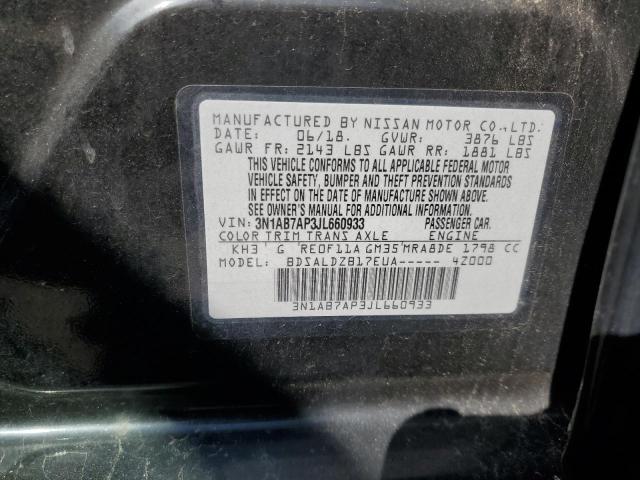 MANUFACTURED BY NISSAN MOTOR CO.,LTD.
DATE: 06/18. GVWR: 3876 LBS
GAWR FR: 2143 LBS GAWR RR: 1881 LBS
THIS VEHICLE CONFORMS TO ALL APPLICABLE FEDERAL MOTOR
VEHICLE SAFETY, BUMPER AND THEFT PREVENTION STANDARDS
IN EFFECT ON THE DATE OF MANUFACTURE SHOWN ABOVE.
SEE OWNER'S MANUAL FOR ADDITIONAL INFORMATION.
VIN: 3N1AB7AP3JL660933 PASSENGER CAR.
COLOR TRIM TRANS AXLE ENGINE
KH3 G RE0F11A GM35 MRA8DE 1798 CC
MODEL: BDSALDZB17EUA----- 42000
3N1AB7AP3JL660933